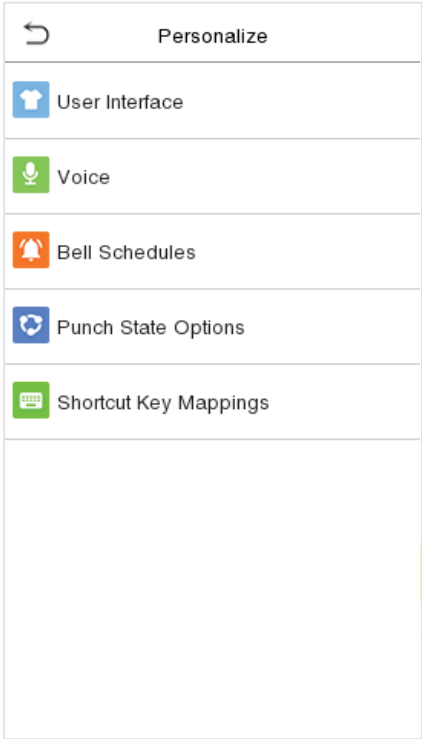 Personalize
User Interface
Voice
Bell Schedules
Punch State Options
Shortcut Key Mappings